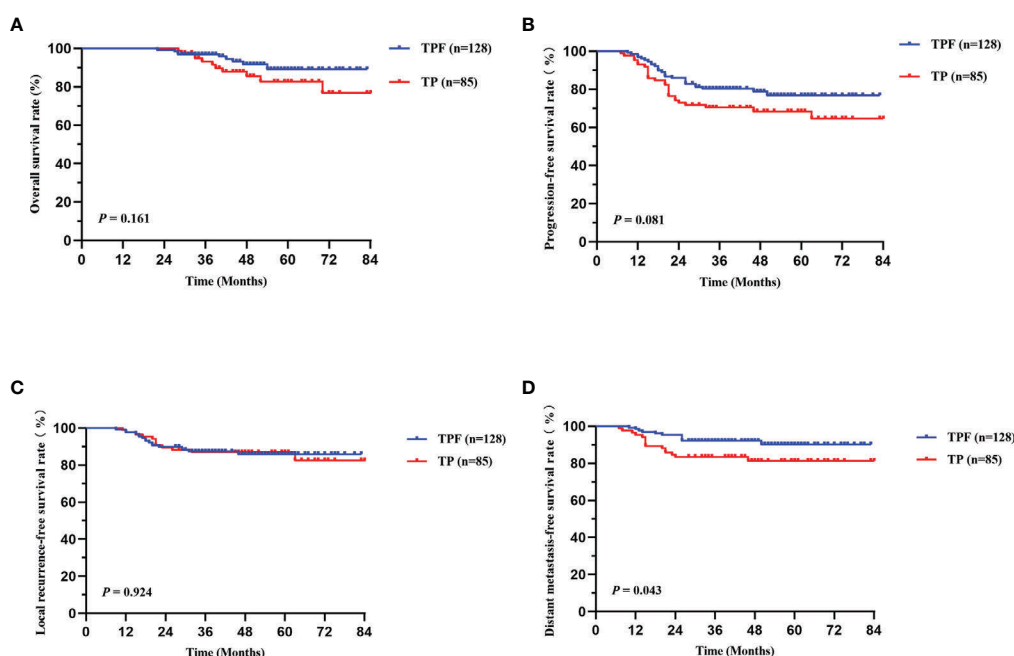 A
Overall survival rate (%)
100
80
60
40
20
0
0 12 24 36 48 60 72 84
Time (Months)
P = 0.161
TPF (n=128)
TP (n=85)
B
Progression-free survival rate ( %)
100
80
60
40
20
0
0 12 24 36 48 60 72 84
Time (Months)
P = 0.081
TPF (n=128)
TP (n=85)
C
Local recurrence-free survival rate ( %)
100
80
60
40
20
0
0 12 24 36 48 60 72 84
Time (Months)
P = 0.924
TPF (n=128)
TP (n=85)
D
Distant metastasis-free survival rate ( %)
100
80
60
40
20
0
0 12 24 36 48 60 72 84
Time (Months)
P = 0.043
TPF (n=128)
TP (n=85)